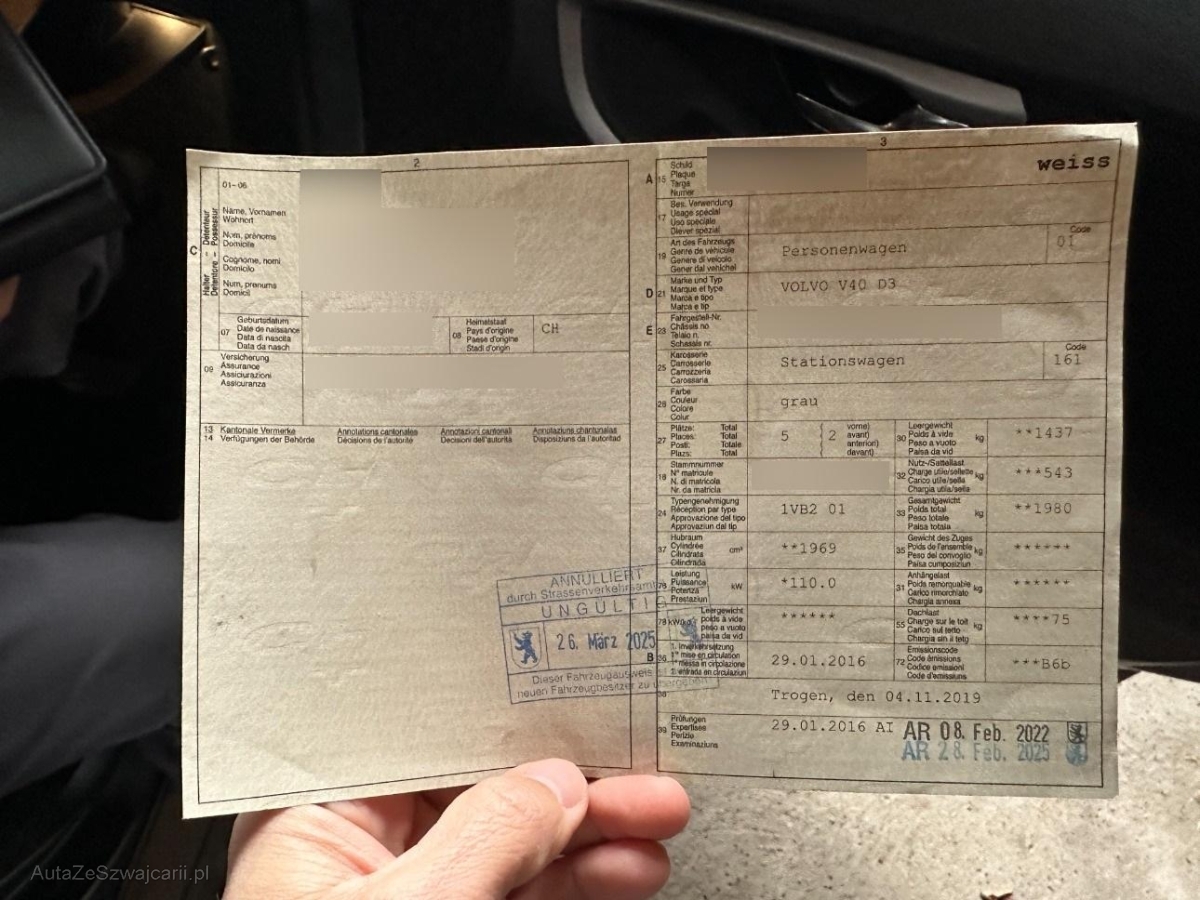 2
01-06
C
Halter – Détenteur
Detentore – Possessur
Name, Vornamen
Wohnort
Nom, prénoms
Domicile
Cognome, nomi
Domicilio
Num, prenums
Domicil
07
Geburtsdatum
Date de naissance
Data di nascita
Data da nasch
08
Heimatstaat
Pays d'origine
Paese d'origine
Stadi d'origin
CH
09
Versicherung
Assurance
Assicurazioni
Assicuranza
13 Kantonale Vermerke Annotations cantonales Annotazioni cantonali Annotaziuns chantunalas
14 Verfügungen der Behörde Décisions de l'autorité Decisioni dell'autorità Disposiziuns da l'autoritad
ANNULLIERT
durch Strassenverkehrsamt
UNGÜLTIG
26. März 2025
Dieser Fahrzeugausweis
neuen Fahrzeugbesitzer zu übergeben
3
A 15
Schild
Plaque
Targa
Numer
weiss
17
Bes. Verwendung
Usage spécial
Uso speciale
Diever spezial
19
Art des Fahrzeugs
Genre de véhicule
Genere di veicolo
Gener dal vehichel
Personenwagen
Code
01
D 21
Marke und Typ
Marque et type
Marca e tipo
Marca e tip
VOLVO V40 D3
E 23
Fahrgestell-Nr.
Châssis no
Telaio n.
Schassis nr.
25
Karosserie
Carrosserie
Carrozzeria
Carossaria
Stationswagen
Code
161
26
Farbe
Couleur
Colore
Colur
grau
27
Plätze: Total
Places: Total
Posti: Totale
Plazs: Total
5
2
vorne)
avant)
anteriori)
davant)
30
Leergewicht
Poids à vide
Peso a vuoto
Paisa da vid
kg
**1437
18
Stammnummer
N° matricule
N. di matricola
Nr. da matricla
32
Nutz-/Sattellast
Charge utile/sellette
Carico utile/sella
Chargia utila/sella
kg
***543
24
Typengenehmigung
Réception par type
Approvazione del tipo
Approvaziun dal tip
1VB2 01
33
Gesamtgewicht
Poids total
Peso totale
Paisa totala
kg
**1980
37
Hubraum
Cylindrée
Cilindrata
Cilindrada
cm³
**1969
35
Gewicht des Zuges
Poids de l'ensemble
Peso del convoglio
Paisa cumposiziun
kg
******
76
Leistung
Puissance
Potenza
Prestaziun
kW
*110.0
31
Anhängelast
Poids remorquable
Carico rimorchiato
Chargia annexa
kg
******
78
Leergewicht
poids à vide
peso a vuoto
paisa da vid
******
55
Dachlast
Charge sur le toit
Carico sul tetto
Chargia sin il tetg
kg
****75
B 36
1. Inverkehrsetzung
1re mise en circulation
1a messa in circolazione
1. entrada en circulaziun
29.01.2016
72
Emissionscode
Code émissions
Codice emissioni
Code d'emissiuns
***B6b
38
Trogen, den 04.11.2019
39
Prüfungen
Expertises
Perizie
Examinaziuns
29.01.2016 AI AR 08. Feb. 2022
AR 28. Feb. 2025
AutaZeSzwajcarii.pl